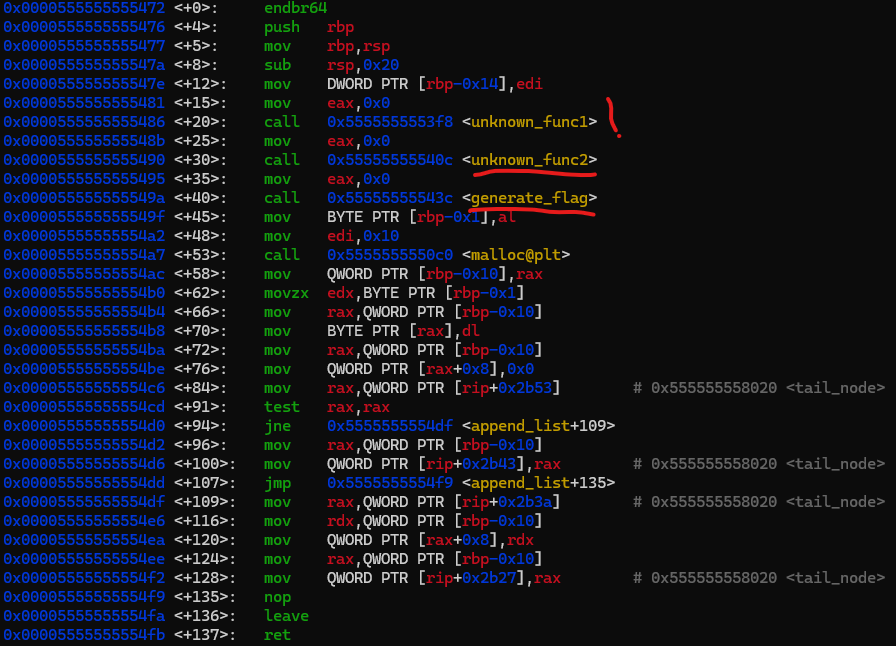 0x0000555555555472 <+0>: endbr64
0x0000555555555476 <+4>: push rbp
0x0000555555555477 <+5>: mov rbp,rsp
0x000055555555547a <+8>: sub rsp,0x20
0x000055555555547e <+12>: mov DWORD PTR [rbp-0x14],edi
0x0000555555555481 <+15>: mov eax,0x0
0x0000555555555486 <+20>: call 0x5555555553f8 <unknown_func1>
0x000055555555548b <+25>: mov eax,0x0
0x0000555555555490 <+30>: call 0x55555555540c <unknown_func2>
0x0000555555555495 <+35>: mov eax,0x0
0x000055555555549a <+40>: call 0x55555555543c <generate_flag>
0x000055555555549f <+45>: mov BYTE PTR [rbp-0x1],al
0x00005555555554a2 <+48>: mov edi,0x10
0x00005555555554a7 <+53>: call 0x5555555550c0 <malloc@plt>
0x00005555555554ac <+58>: mov QWORD PTR [rbp-0x10],rax
0x00005555555554b0 <+62>: movzx edx,BYTE PTR [rbp-0x1]
0x00005555555554b4 <+66>: mov rax,QWORD PTR [rbp-0x10]
0x00005555555554b8 <+70>: mov BYTE PTR [rax],dl
0x00005555555554ba <+72>: mov rax,QWORD PTR [rbp-0x10]
0x00005555555554be <+76>: mov QWORD PTR [rax+0x8],0x0
0x00005555555554c6 <+84>: mov rax,QWORD PTR [rip+0x2b53] # 0x555555558020 <tail_node>
0x00005555555554cd <+91>: test rax,rax
0x00005555555554d0 <+94>: jne 0x5555555554df <append_list+109>
0x00005555555554d2 <+96>: mov rax,QWORD PTR [rbp-0x10]
0x00005555555554d6 <+100>: mov QWORD PTR [rip+0x2b43],rax # 0x555555558020 <tail_node>
0x00005555555554dd <+107>: jmp 0x5555555554f9 <append_list+135>
0x00005555555554df <+109>: mov rax,QWORD PTR [rip+0x2b3a] # 0x555555558020 <tail_node>
0x00005555555554e6 <+116>: mov rdx,QWORD PTR [rbp-0x10]
0x00005555555554ea <+120>: mov QWORD PTR [rax+0x8],rdx
0x00005555555554ee <+124>: mov rax,QWORD PTR [rbp-0x10]
0x00005555555554f2 <+128>: mov QWORD PTR [rip+0x2b27],rax # 0x555555558020 <tail_node>
0x00005555555554f9 <+135>: nop
0x00005555555554fa <+136>: leave
0x00005555555554fb <+137>: ret